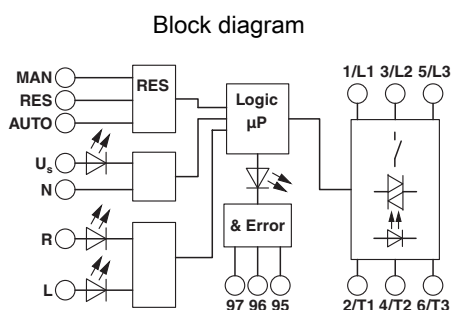 Block diagram
1/L1 3/L2 5/L3
MAN
RES
AUTO
RES
Logic
µP
Us
N
R
L
& Error
97 96 95
2/T1 4/T2 6/T3